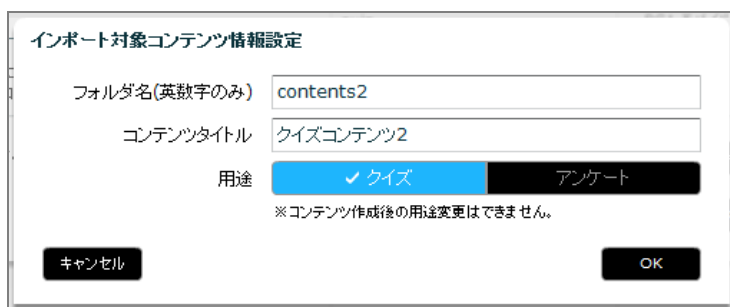 インポート対象コンテンツ情報設定
フォルダ名(英数字のみ) contents2
コンテンツタイトル クイズコンテンツ2
用途 ✓ クイズ アンケート
※コンテンツ作成後の用途変更はできません。
キャンセル OK